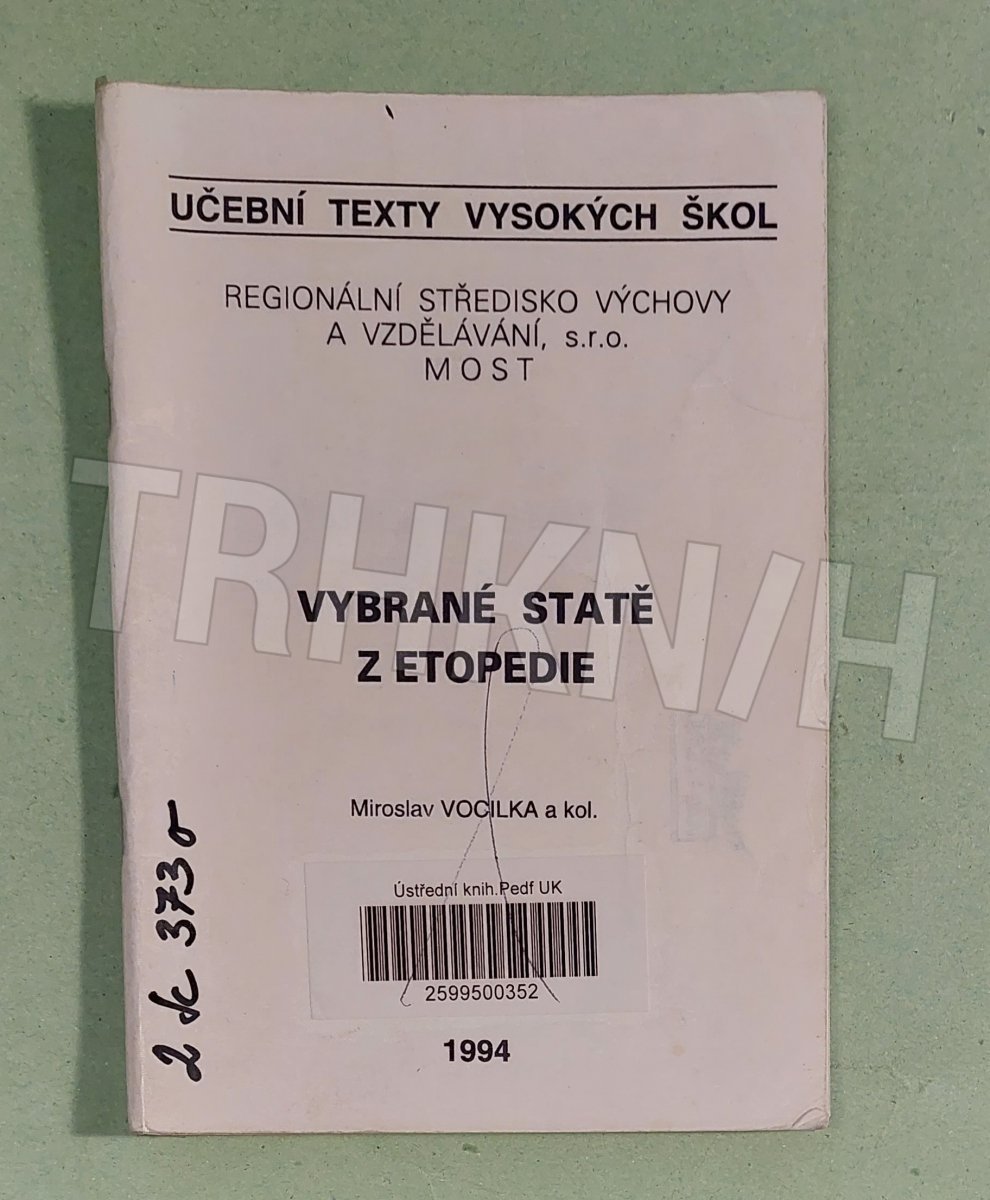 UČEBNÍ TEXTY VYSOKÝCH ŠKOL
REGIONÁLNÍ STŘEDISKO VÝCHOVY
A VZDĚLÁVÁNÍ, s.r.o.
MOST
TRHKNIH
VYBRANÉ STATĚ
Z ETOPEDIE
Miroslav VOCILKA a kol.
Ústřední knih.Pedf UK
2599500352
1994
2 3730